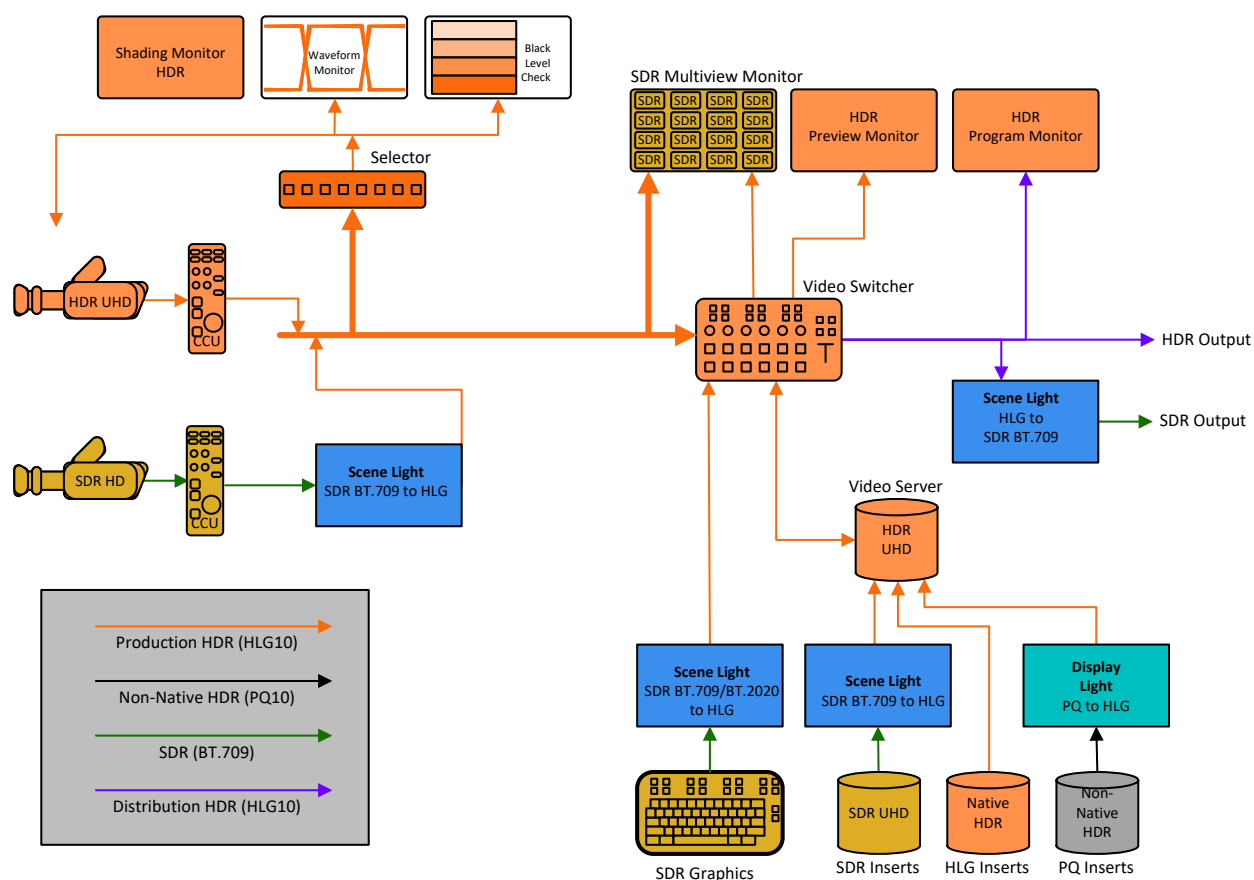 Shading Monitor
HDR
Waveform
Monitor
Black
Level
Check
SDR Multiview Monitor
SDR SDR SDR SDR
SDR SDR SDR SDR
SDR SDR SDR SDR
SDR SDR SDR SDR
HDR
Preview Monitor
HDR
Program Monitor
Selector
HDR UHD
CCU
Video Switcher
HDR Output
Scene Light
HLG to
SDR BT.709
SDR Output
SDR HD
CCU
Scene Light
SDR BT.709 to HLG
Video Server
HDR
UHD
Production HDR (HLG10)
Non-Native HDR (PQ10)
SDR (BT.709)
Distribution HDR (HLG10)
Scene Light
SDR BT.709/BT.2020
to HLG
Scene Light
SDR BT.709 to HLG
Display
Light
PQ to HLG
SDR UHD
Native
HDR
Non-
Native
HDR
SDR Graphics
SDR Inserts
HLG Inserts
PQ Inserts